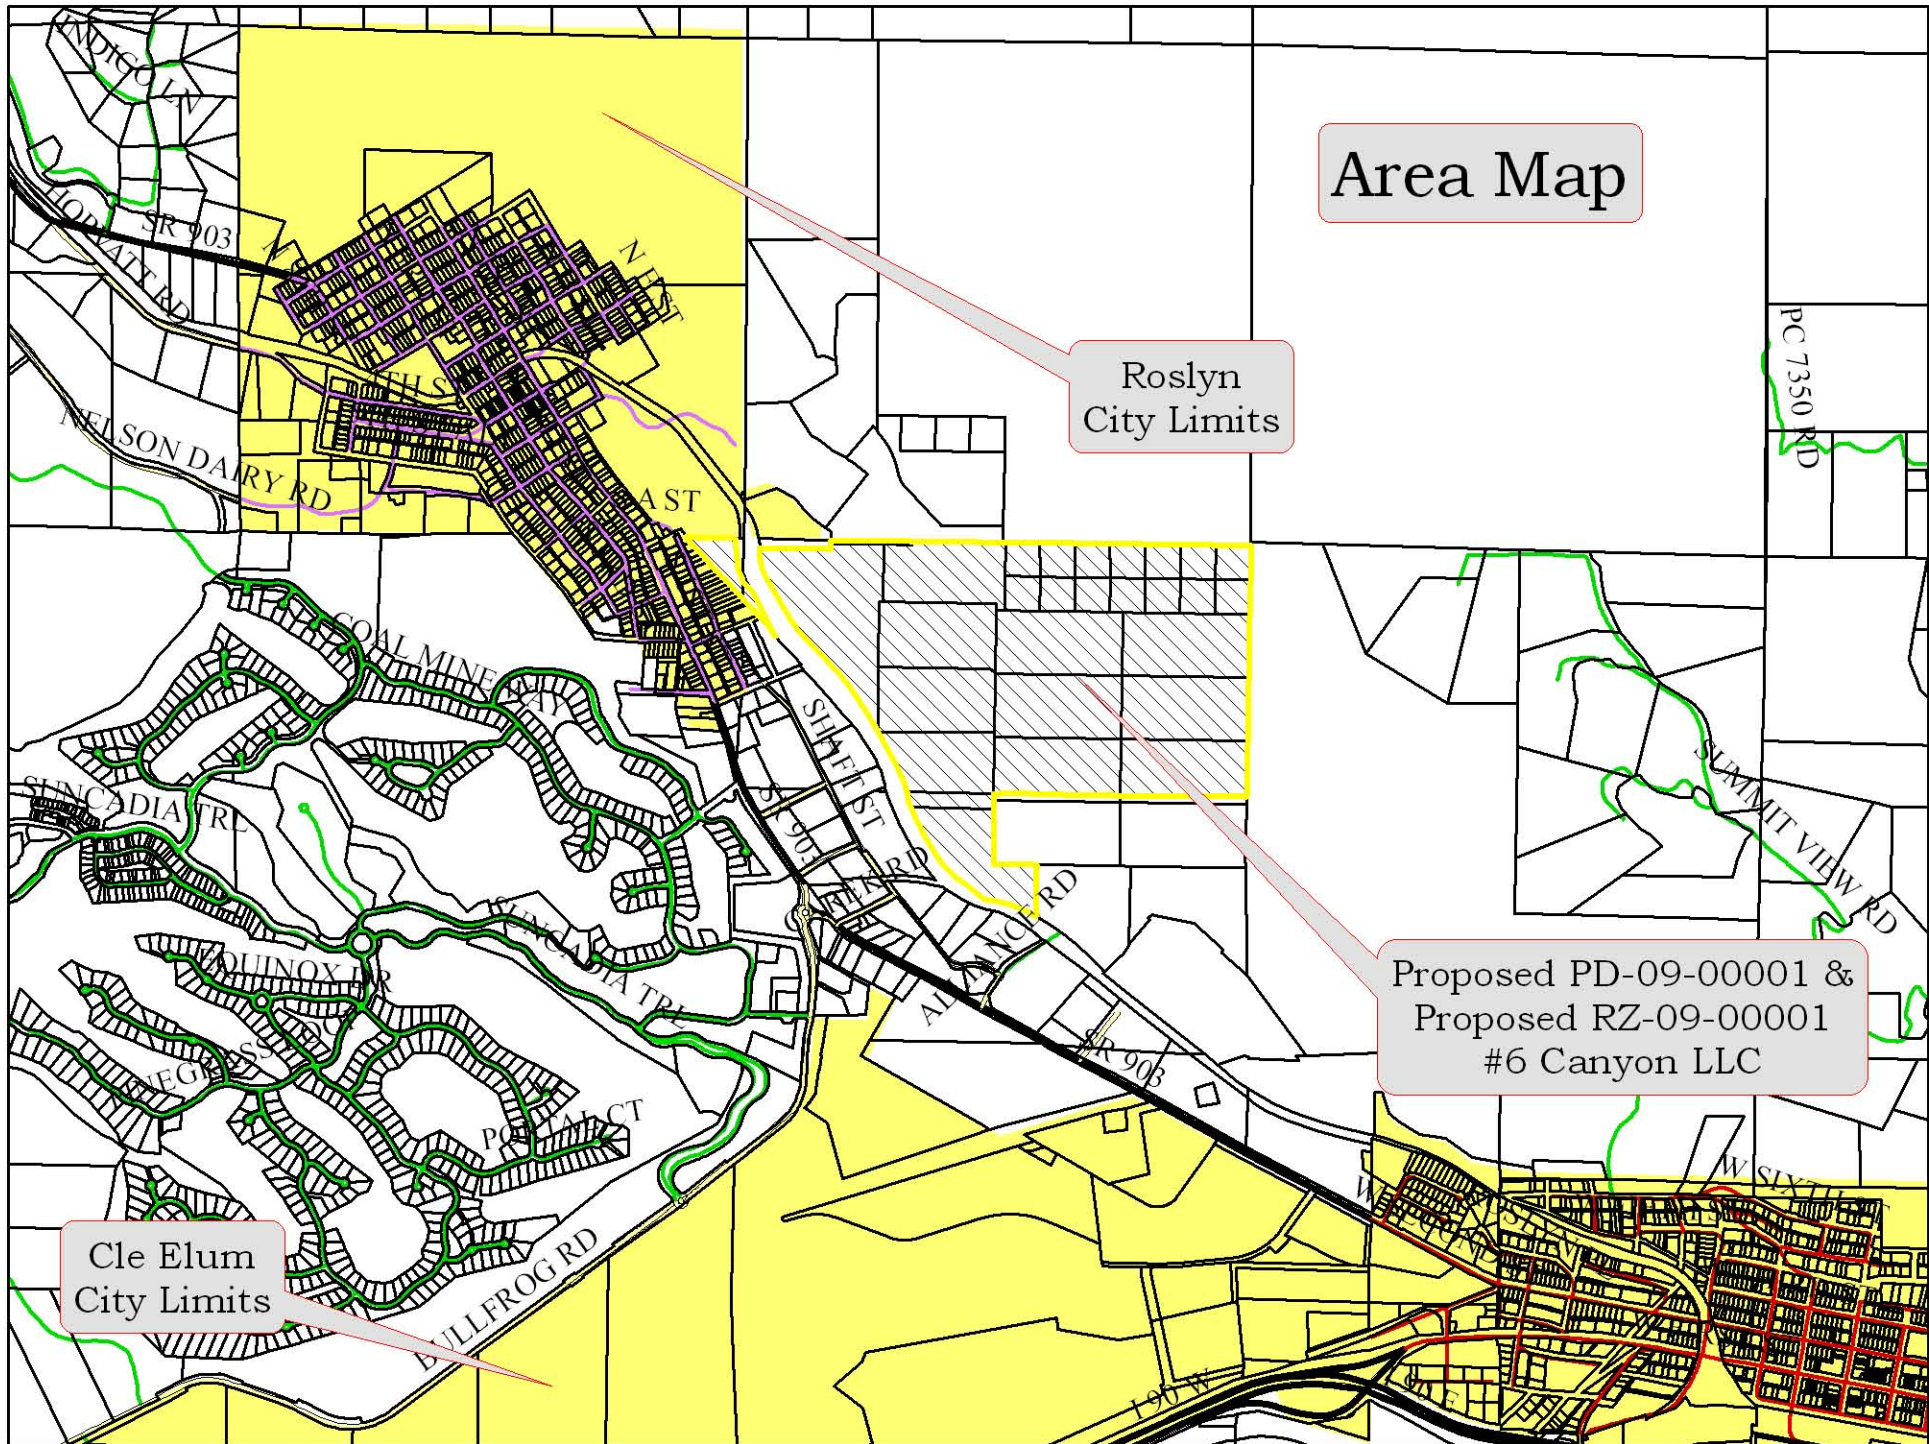 INDIGO LN
Area Map
SR 903
HORVATT RD
N E ST
Roslyn
City Limits
PC 7350 RD
NELSON DAIRY RD
A ST
COAL MINE WAY
SHAFT ST
SR 903
SUNCADIA TRL
SUMMIT VIEW RD
SUNCADIA TRL
ALLIANCE RD
EQUINOX DR
Proposed PD-09-00001 &
Proposed RZ-09-00001
#6 Canyon LLC
SR 903
PORTAL CT
W SIXTH ST
Cle Elum
City Limits
BULLFROG RD
I 90 W